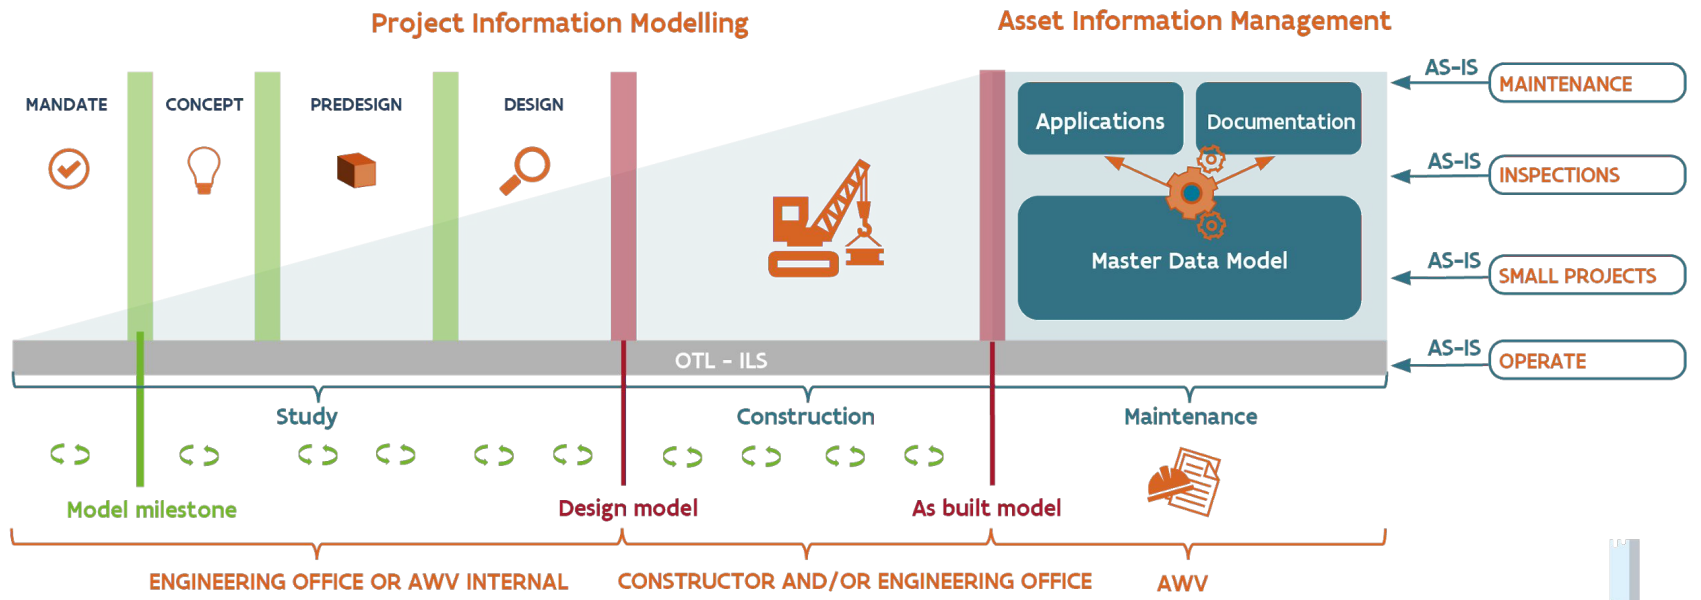 Project Information Modelling
Asset Information Management
MANDATE
CONCEPT
PREDESIGN
DESIGN
Applications
Documentation
Master Data Model
AS-IS
MAINTENANCE
AS-IS
INSPECTIONS
AS-IS
SMALL PROJECTS
AS-IS
OPERATE
OTL - ILS
Study
Construction
Maintenance
Model milestone
Design model
As built model
ENGINEERING OFFICE OR AWV INTERNAL
CONSTRUCTOR AND/OR ENGINEERING OFFICE
AWV